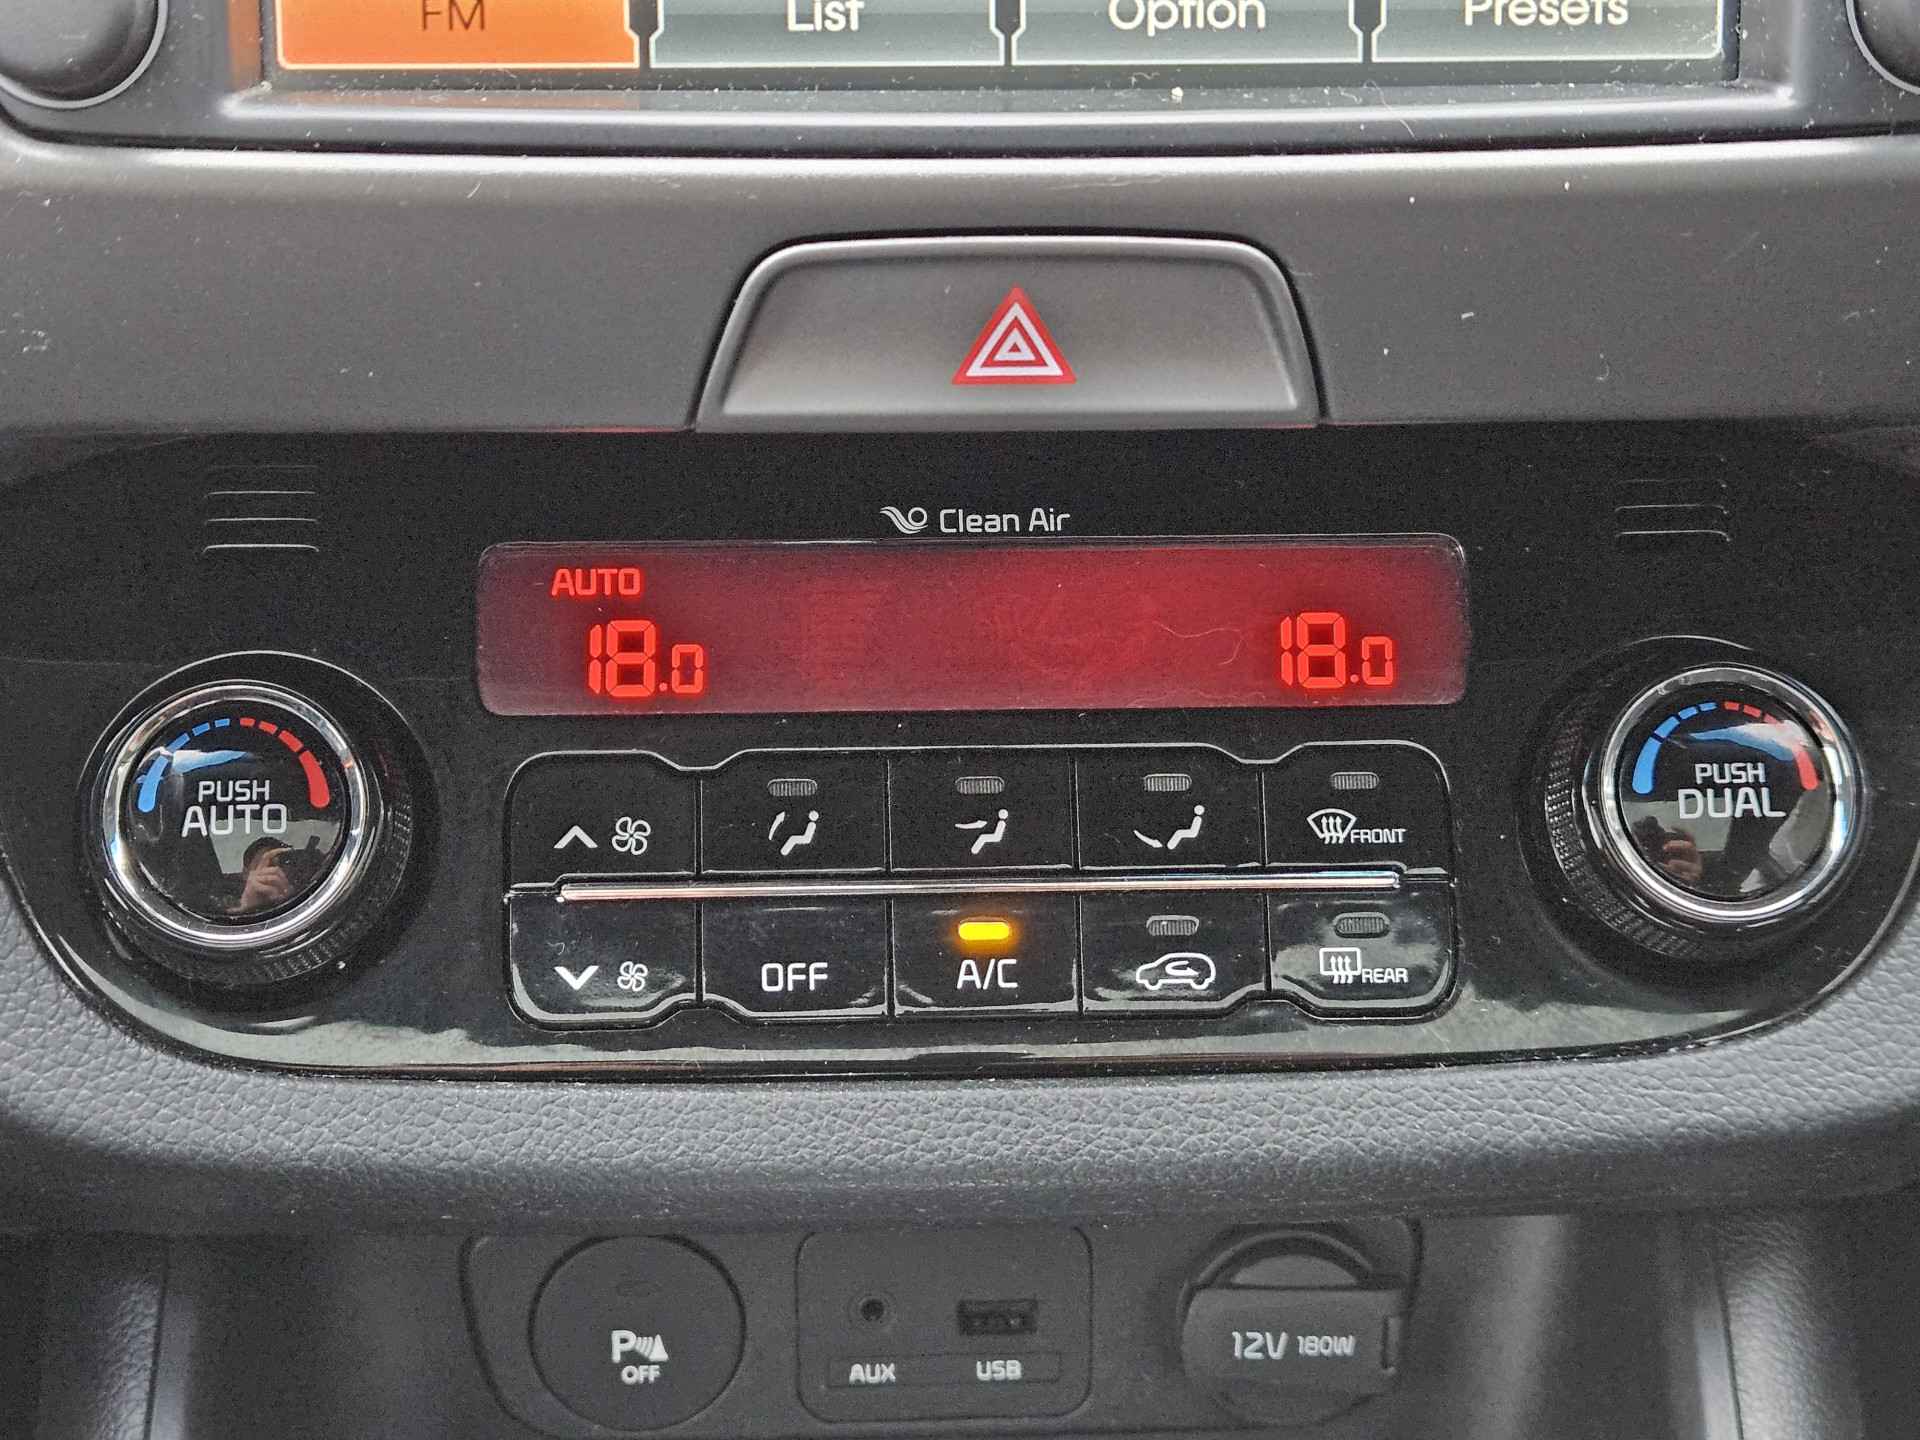 FM List Option Presets
Clean Air
AUTO
18.0 18.0
PUSH
AUTO
PUSH
DUAL
FRONT
OFF A/C REAR
P
OFF
AUX USB
12V 180W